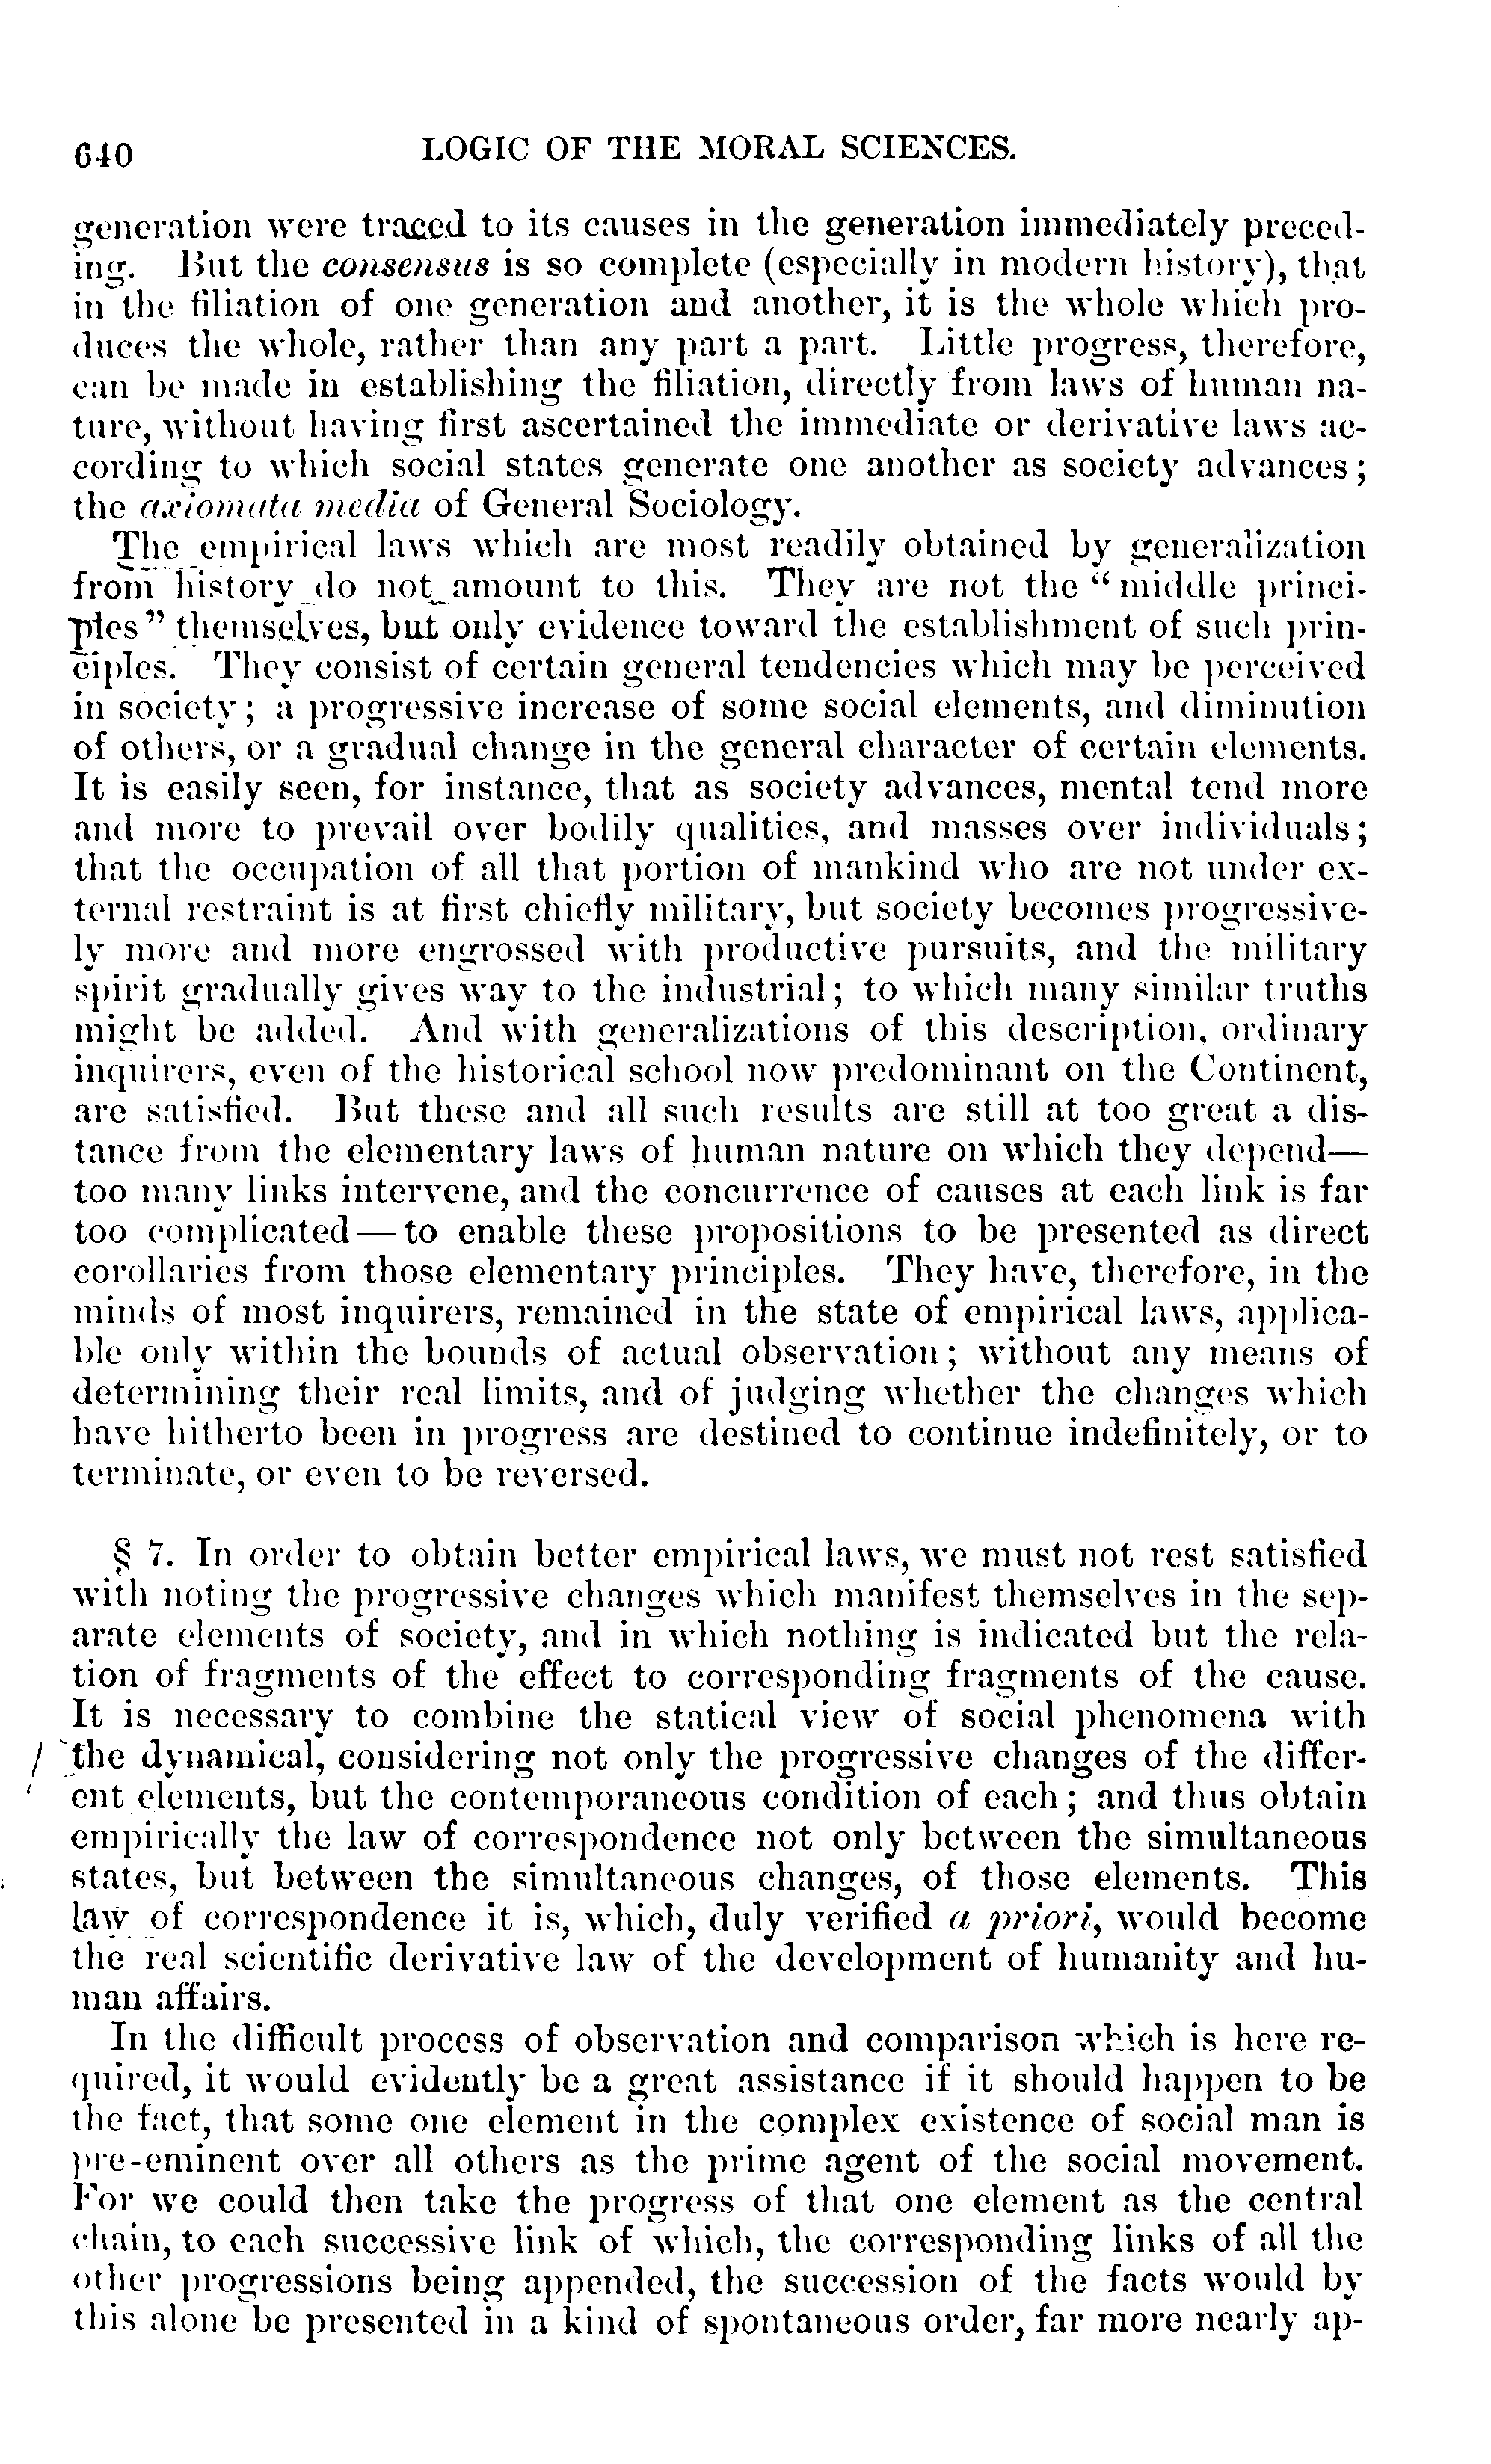 640 LOGIC OF THE MORAL SCIENCES.
generation were traced to its causes in the generation immediately preced-
ing. But the consensus is so complete (especially in modern history), that
in the filiation of one generation and another, it is the whole which pro-
duces the whole, rather than any part a part. Little progress, therefore,
can be made in establishing the filiation, directly from laws of human na-
ture, without having first ascertained the immediate or derivative laws ac-
cording to which social states generate one another as society advances;
the axiomata media of General Sociology.
The empirical laws which are most readily obtained by generalization
from history do not amount to this. They are not the “middle princi-
ples” themselves, but only evidence toward the establishment of such prin-
ciples. They consist of certain general tendencies which may be perceived
in society; a progressive increase of some social elements, and diminution
of others, or a gradual change in the general character of certain elements.
It is easily seen, for instance, that as society advances, mental tend more
and more to prevail over bodily qualities, and masses over individuals;
that the occupation of all that portion of mankind who are not under ex-
ternal restraint is at first chiefly military, but society becomes progressive-
ly more and more engrossed with productive pursuits, and the military
spirit gradually gives way to the industrial; to which many similar truths
might be added. And with generalizations of this description, ordinary
inquirers, even of the historical school now predominant on the Continent,
are satisfied. But these and all such results are still at too great a dis-
tance from the elementary laws of human nature on which they depend—
too many links intervene, and the concurrence of causes at each link is far
too complicated—to enable these propositions to be presented as direct
corollaries from those elementary principles. They have, therefore, in the
minds of most inquirers, remained in the state of empirical laws, applica-
ble only within the bounds of actual observation; without any means of
determining their real limits, and of judging whether the changes which
have hitherto been in progress are destined to continue indefinitely, or to
terminate, or even to be reversed.
§ 7. In order to obtain better empirical laws, we must not rest satisfied
with noting the progressive changes which manifest themselves in the sep-
arate elements of society, and in which nothing is indicated but the rela-
tion of fragments of the effect to corresponding fragments of the cause.
It is necessary to combine the statical view of social phenomena with
the dynamical, considering not only the progressive changes of the differ-
ent elements, but the contemporaneous condition of each; and thus obtain
empirically the law of correspondence not only between the simultaneous
states, but between the simultaneous changes, of those elements. This
law of correspondence it is, which, duly verified a priori, would become
the real scientific derivative law of the development of humanity and hu-
man affairs.
In the difficult process of observation and comparison which is here re-
quired, it would evidently be a great assistance if it should happen to be
the fact, that some one element in the complex existence of social man is
pre-eminent over all others as the prime agent of the social movement.
For we could then take the progress of that one element as the central
chain, to each successive link of which, the corresponding links of all the
other progressions being appended, the succession of the facts would by
this alone be presented in a kind of spontaneous order, far more nearly ap-